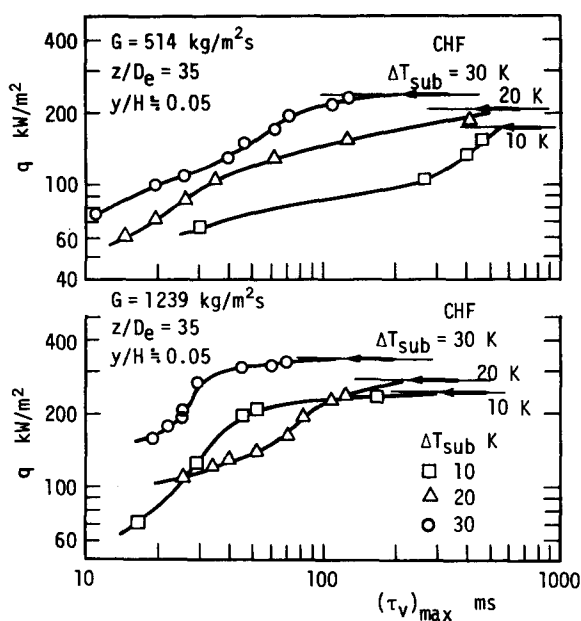 400
G = 514 kg/m²s
CHF
z/Dₑ = 35
ΔT_sub = 30 K
y/H ≒ 0.05
200
20 K
10 K
q kW/m²
100
60
40
G = 1239 kg/m²s
CHF
z/Dₑ = 35
ΔT_sub = 30 K
400
y/H ≒ 0.05
20 K
10 K
200
q kW/m²
ΔT_sub K
10
100
20
30
60
10
100
1000
(τ_v)_max ms